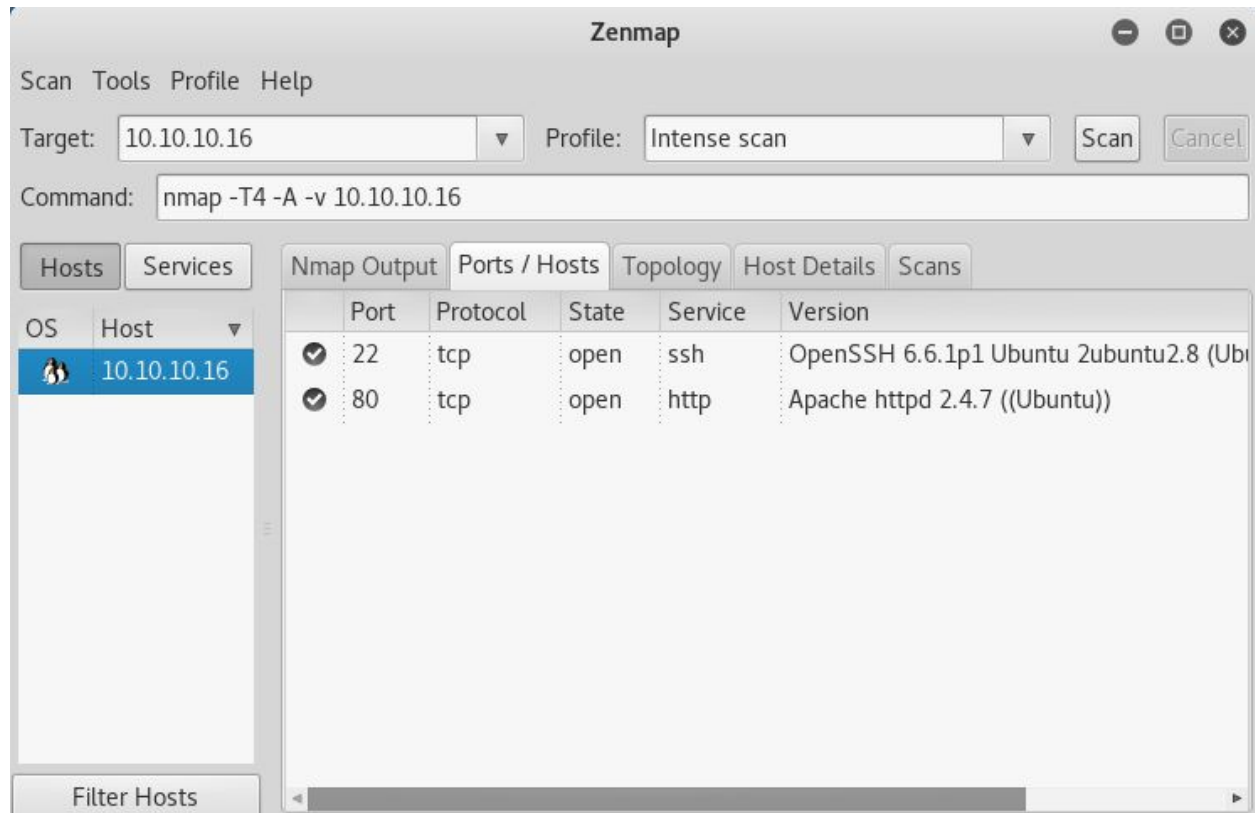 Zenmap
Scan Tools Profile Help
Target: 10.10.10.16 Profile: Intense scan Scan Cancel
Command: nmap -T4 -A -v 10.10.10.16
Hosts Services Nmap Output Ports / Hosts Topology Host Details Scans
OS Host Port Protocol State Service Version
10.10.10.16
22 tcp open ssh OpenSSH 6.6.1p1 Ubuntu 2ubuntu2.8
80 tcp open http Apache httpd 2.4.7 ((Ubuntu))
Filter Hosts